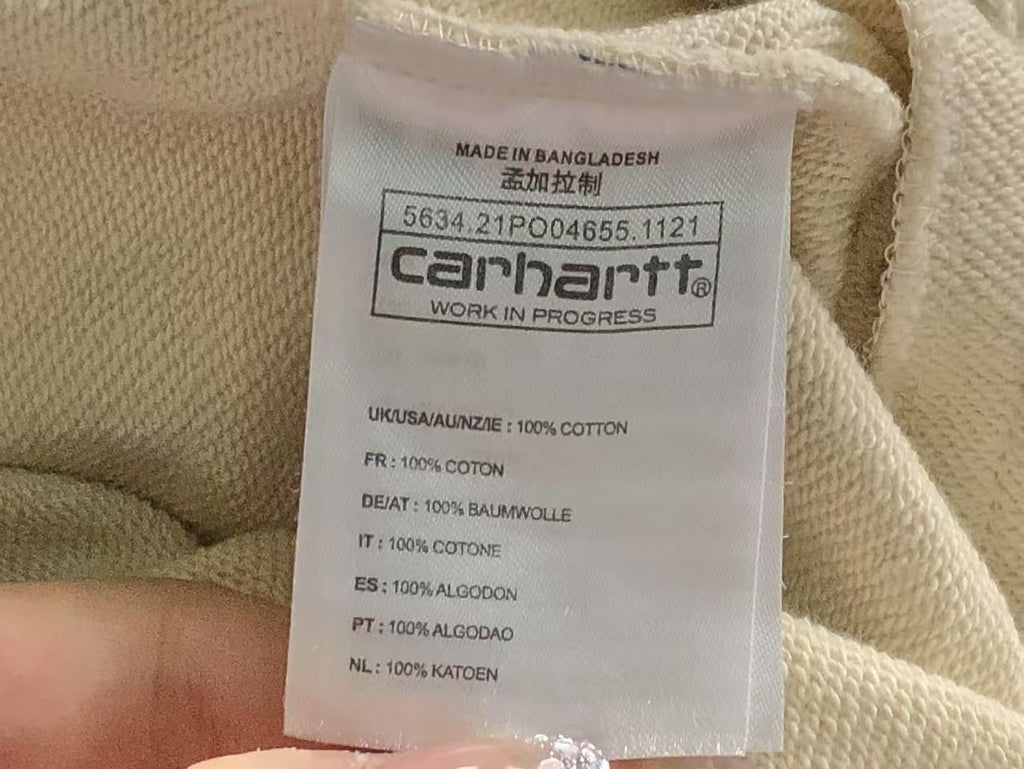 MADE IN BANGLADESH
孟加拉制
5634.21PO04655.1121
carhartt®
WORK IN PROGRESS
UK/USA/AU/NZ/IE : 100% COTTON
FR : 100% COTON
DE/AT : 100% BAUMWOLLE
IT : 100% COTONE
ES : 100% ALGODON
PT : 100% ALGODAO
NL : 100% KATOEN